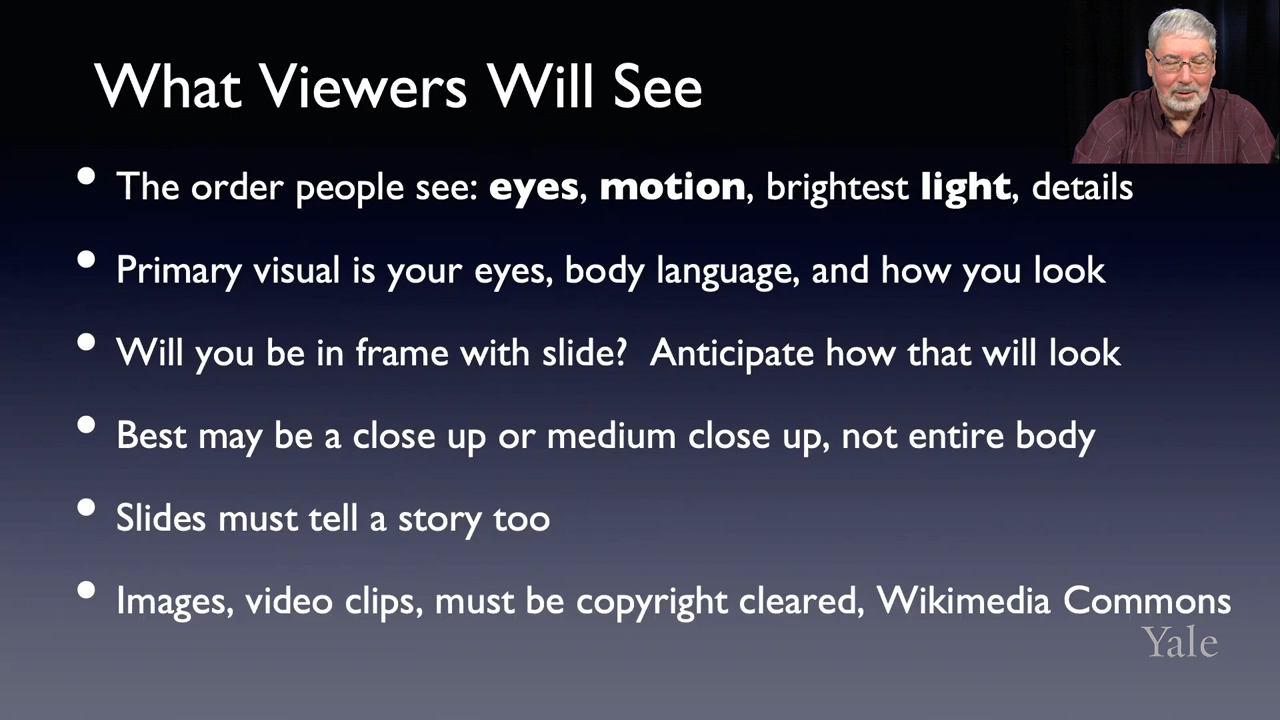 What Viewers Will See
• The order people see: eyes, motion, brightest light, details
• Primary visual is your eyes, body language, and how you look
• Will you be in frame with slide?  Anticipate how that will look
• Best may be a close up or medium close up, not entire body
• Slides must tell a story too
• Images, video clips, must be copyright cleared, Wikimedia Commons
Yale